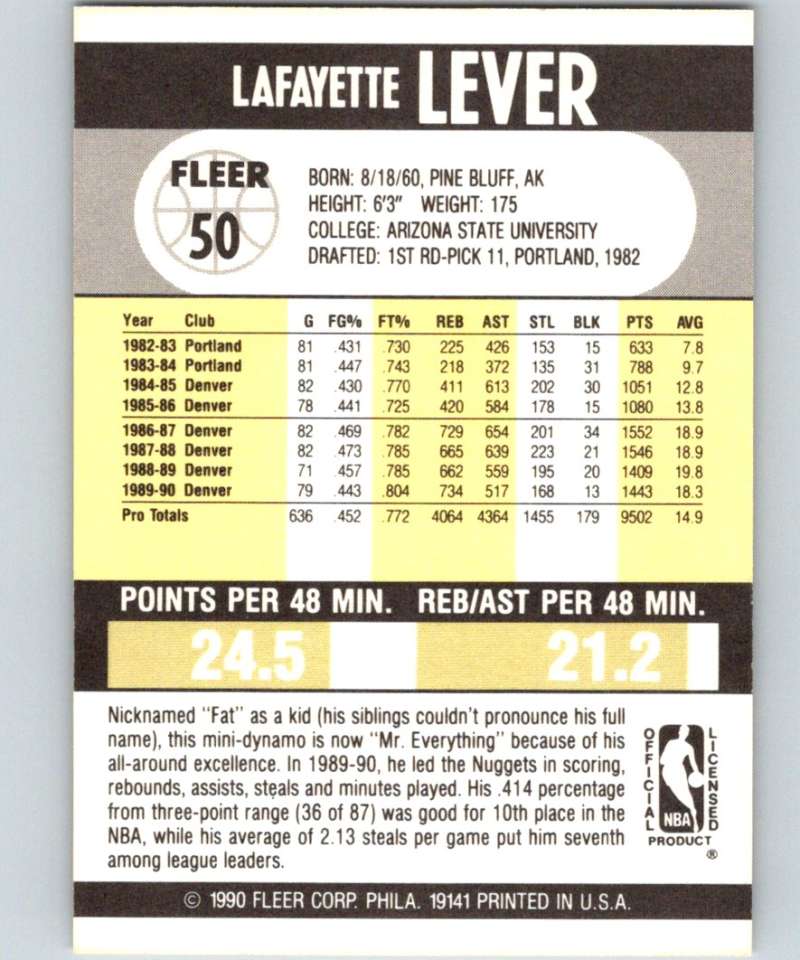 LAFAYETTE LEVER
FLEER
50
BORN: 8/18/60, PINE BLUFF, AK
HEIGHT: 6'3" WEIGHT: 175
COLLEGE: ARIZONA STATE UNIVERSITY
DRAFTED: 1ST RD-PICK 11, PORTLAND, 1982
Year Club G FG% FT% REB AST STL BLK PTS AVG
1982-83 Portland 81 .431 .730 225 426 153 15 633 7.8
1983-84 Portland 81 .447 .743 218 372 135 31 788 9.7
1984-85 Denver 82 .430 .770 411 613 202 30 1051 12.8
1985-86 Denver 78 .441 .725 420 584 178 15 1080 13.8
1986-87 Denver 82 .469 .782 729 654 201 34 1552 18.9
1987-88 Denver 82 .473 .785 665 639 223 21 1546 18.9
1988-89 Denver 71 .457 .785 662 559 195 20 1409 19.8
1989-90 Denver 79 .443 .804 734 517 168 13 1443 18.3
Pro Totals 636 .452 .772 4064 4364 1455 179 9502 14.9
POINTS PER 48 MIN. REB/AST PER 48 MIN.
24.5 21.2
Nicknamed "Fat" as a kid (his siblings couldn't pronounce his full
name), this mini-dynamo is now "Mr. Everything" because of his
all-around excellence. In 1989-90, he led the Nuggets in scoring,
rebounds, assists, steals and minutes played. His .414 percentage
from three-point range (36 of 87) was good for 10th place in the
NBA, while his average of 2.13 steals per game put him seventh
among league leaders.
OFFICIAL
LICENSED
NBA
PRODUCT
®
© 1990 FLEER CORP. PHILA. 19141 PRINTED IN U.S.A.